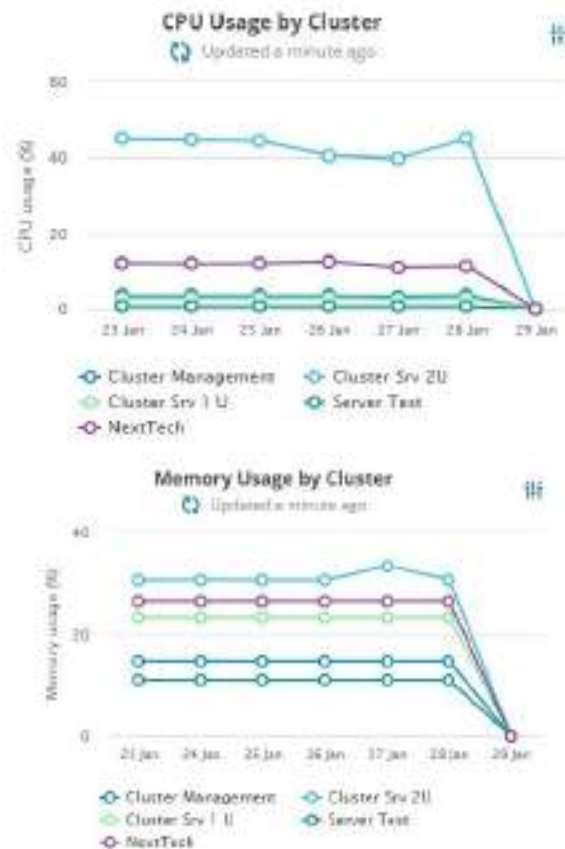 CPU Usage by Cluster
Updated a minute ago
60
40
20
0
CPU usage (%)
23 Jan 24 Jan 25 Jan 26 Jan 27 Jan 28 Jan 29 Jan
Cluster Management Cluster Srv 2U
Cluster Srv 1 U Server Test
NextTech
Memory Usage by Cluster
Updated a minute ago
40
20
0
Memory usage (%)
23 Jan 24 Jan 25 Jan 26 Jan 27 Jan 28 Jan 29 Jan
Cluster Management Cluster Srv 2U
Cluster Srv 1 U Server Test
NextTech